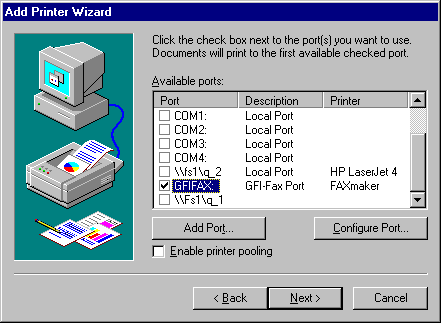 Add Printer Wizard
Click the check box next to the port(s) you want to use.
Documents will print to the first available checked port.
Available ports:
Port Description Printer
COM1: Local Port
COM2: Local Port
COM3: Local Port
COM4: Local Port
\\fs1\q_2 HP LaserJet 4
GFIFAX: GFI-Fax Port FAXmaker
\\Fs1\q_1
Add Port... Configure Port...
Enable printer pooling
< Back Next > Cancel